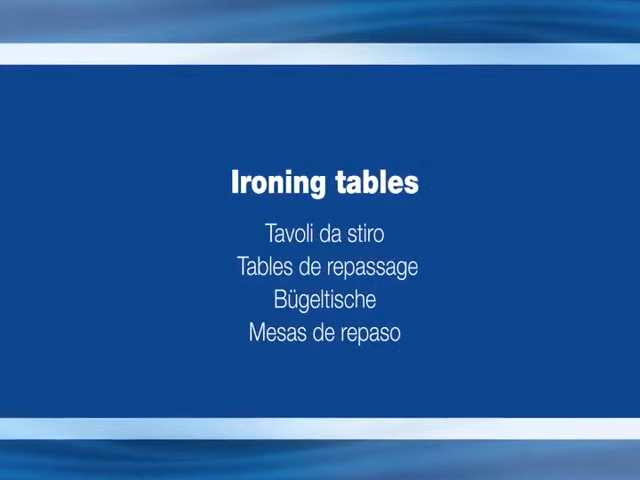 Ironing tables
Tavoli da stiro
Tables de repassage
Bügeltische
Mesas de repaso